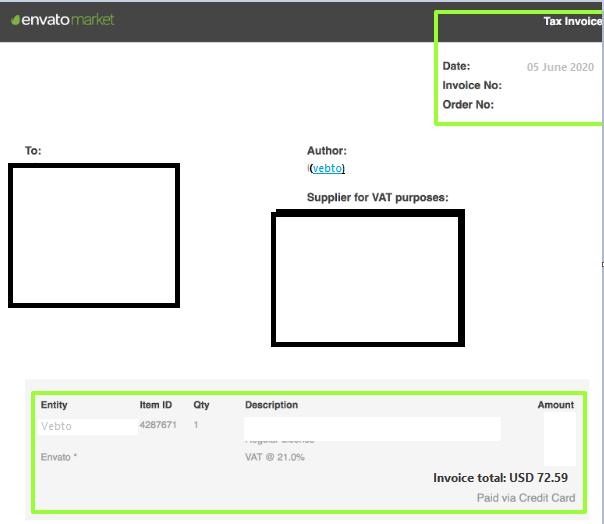 envatomarket
Tax Invoice
Date: 05 June 2020
Invoice No:
Order No:
To:
Author:
(vebto)
Supplier for VAT purposes:
Entity Item ID Qty Description Amount
Vebto 4287671 1
Regular License
Envato * VAT @ 21.0%
Invoice total: USD 72.59
Paid via Credit Card